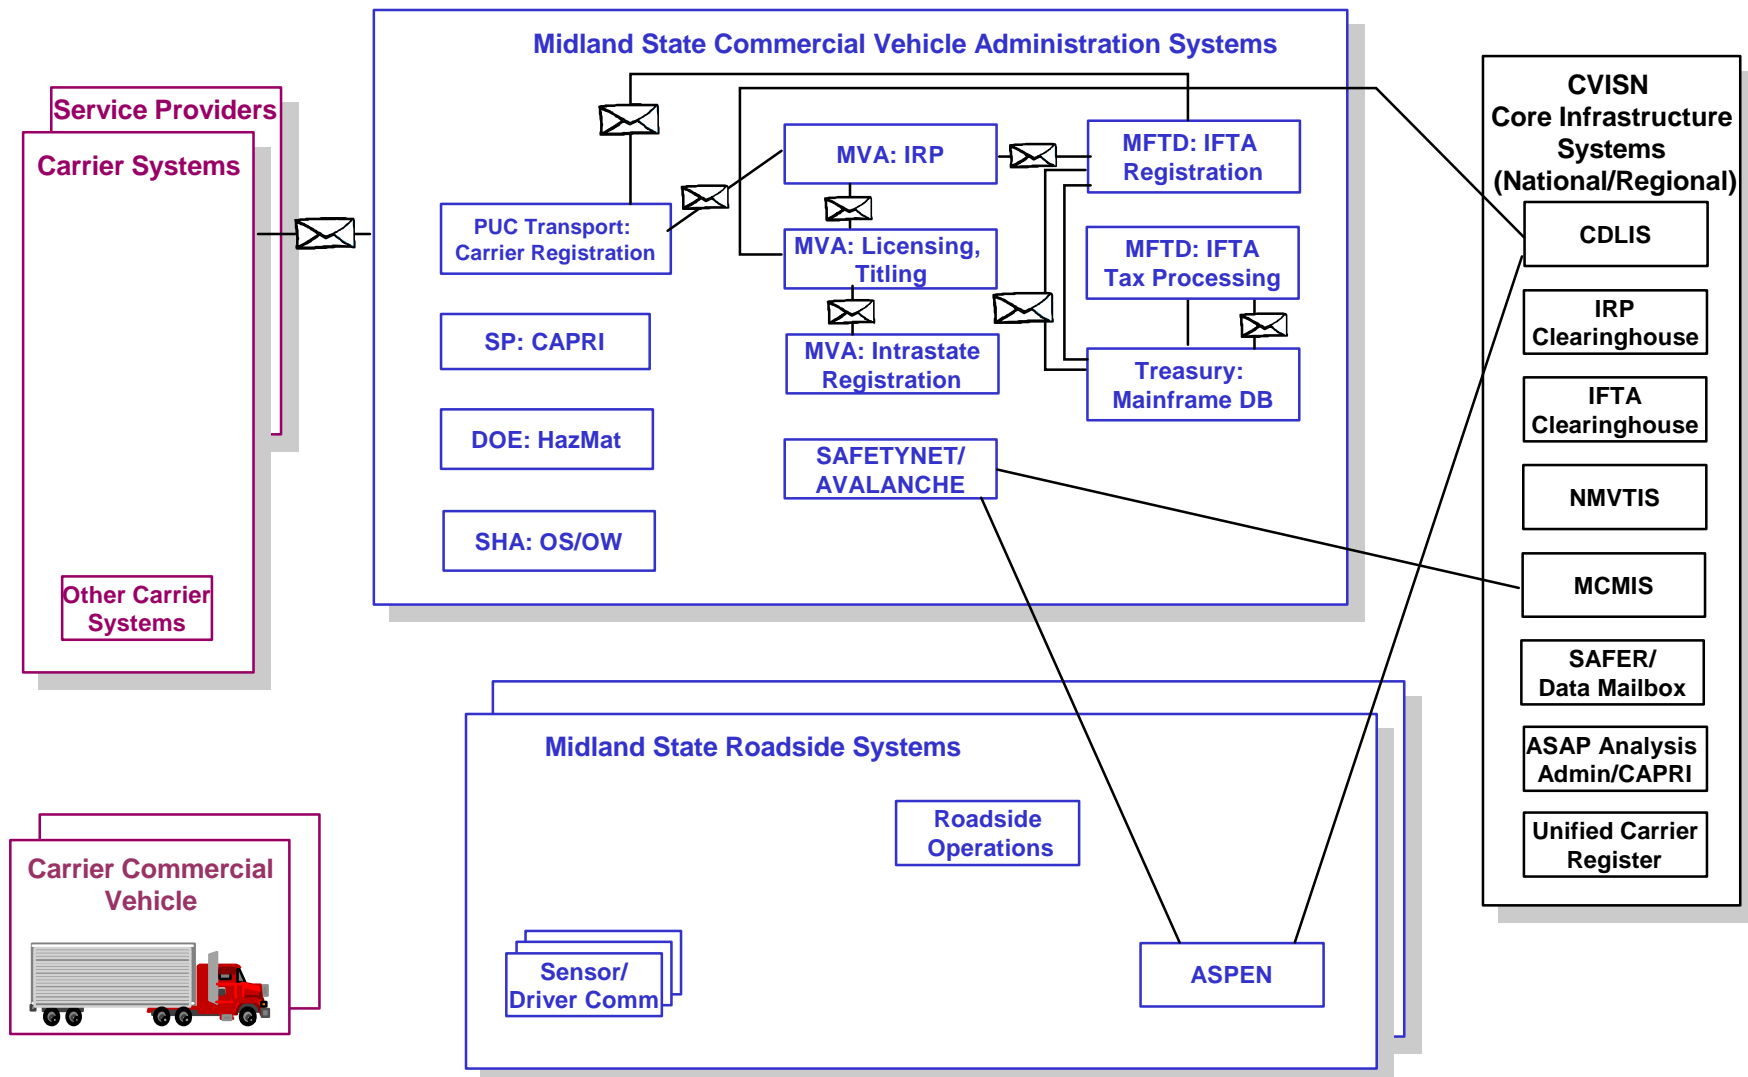 Midland State Commercial Vehicle Administration Systems
Service Providers
Carrier Systems
Other Carrier
Systems
PUC Transport:
Carrier Registration
SP: CAPRI
DOE: HazMat
SHA: OS/OW
MVA: IRP
MVA: Licensing,
Titling
MVA: Intrastate
Registration
SAFETYNET/
AVALANCHE
MFTD: IFTA
Registration
MFTD: IFTA
Tax Processing
Treasury:
Mainframe DB
CVISN
Core Infrastructure
Systems
(National/Regional)
CDLIS
IRP
Clearinghouse
IFTA
Clearinghouse
NMVTIS
MCMIS
SAFER/
Data Mailbox
ASAP Analysis
Admin/CAPRI
Unified Carrier
Register
Midland State Roadside Systems
Roadside
Operations
Sensor/
Driver Comm
ASPEN
Carrier Commercial
Vehicle